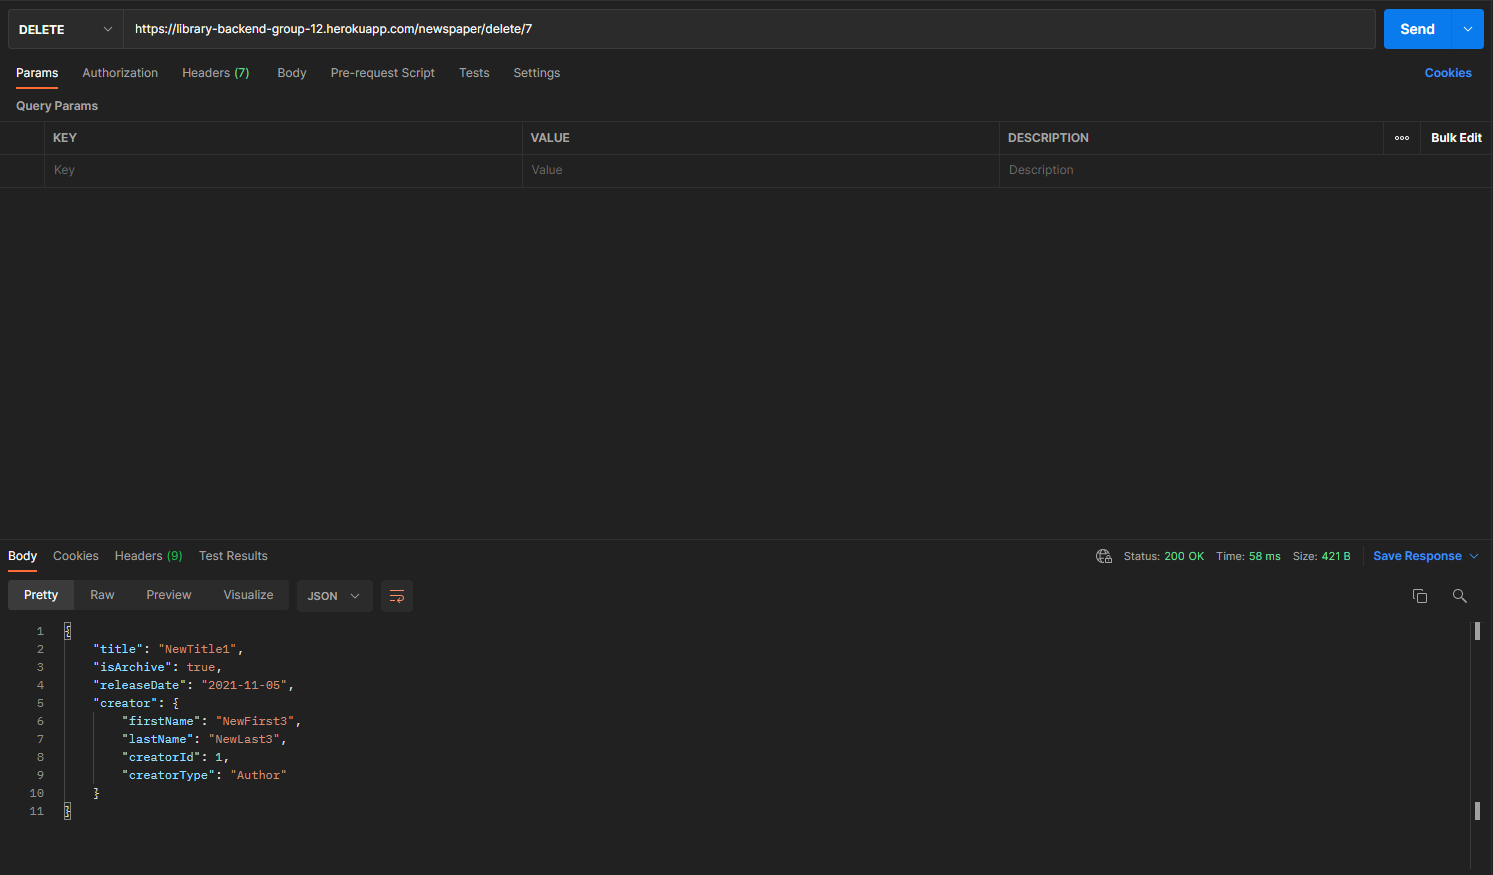 DELETE https://library-backend-group-12.herokuapp.com/newspaper/delete/7 Send
Params Authorization Headers (7) Body Pre-request Script Tests Settings Cookies
Query Params
KEY VALUE DESCRIPTION Bulk Edit
Key Value Description
Body Cookies Headers (9) Test Results Status: 200 OK Time: 58 ms Size: 421 B Save Response
Pretty Raw Preview Visualize JSON
1 {
2 "title": "NewTitle1",
3 "isArchive": true,
4 "releaseDate": "2021-11-05",
5 "creator": {
6 "firstName": "NewFirst3",
7 "lastName": "NewLast3",
8 "creatorId": 1,
9 "creatorType": "Author"
10 }
11 }